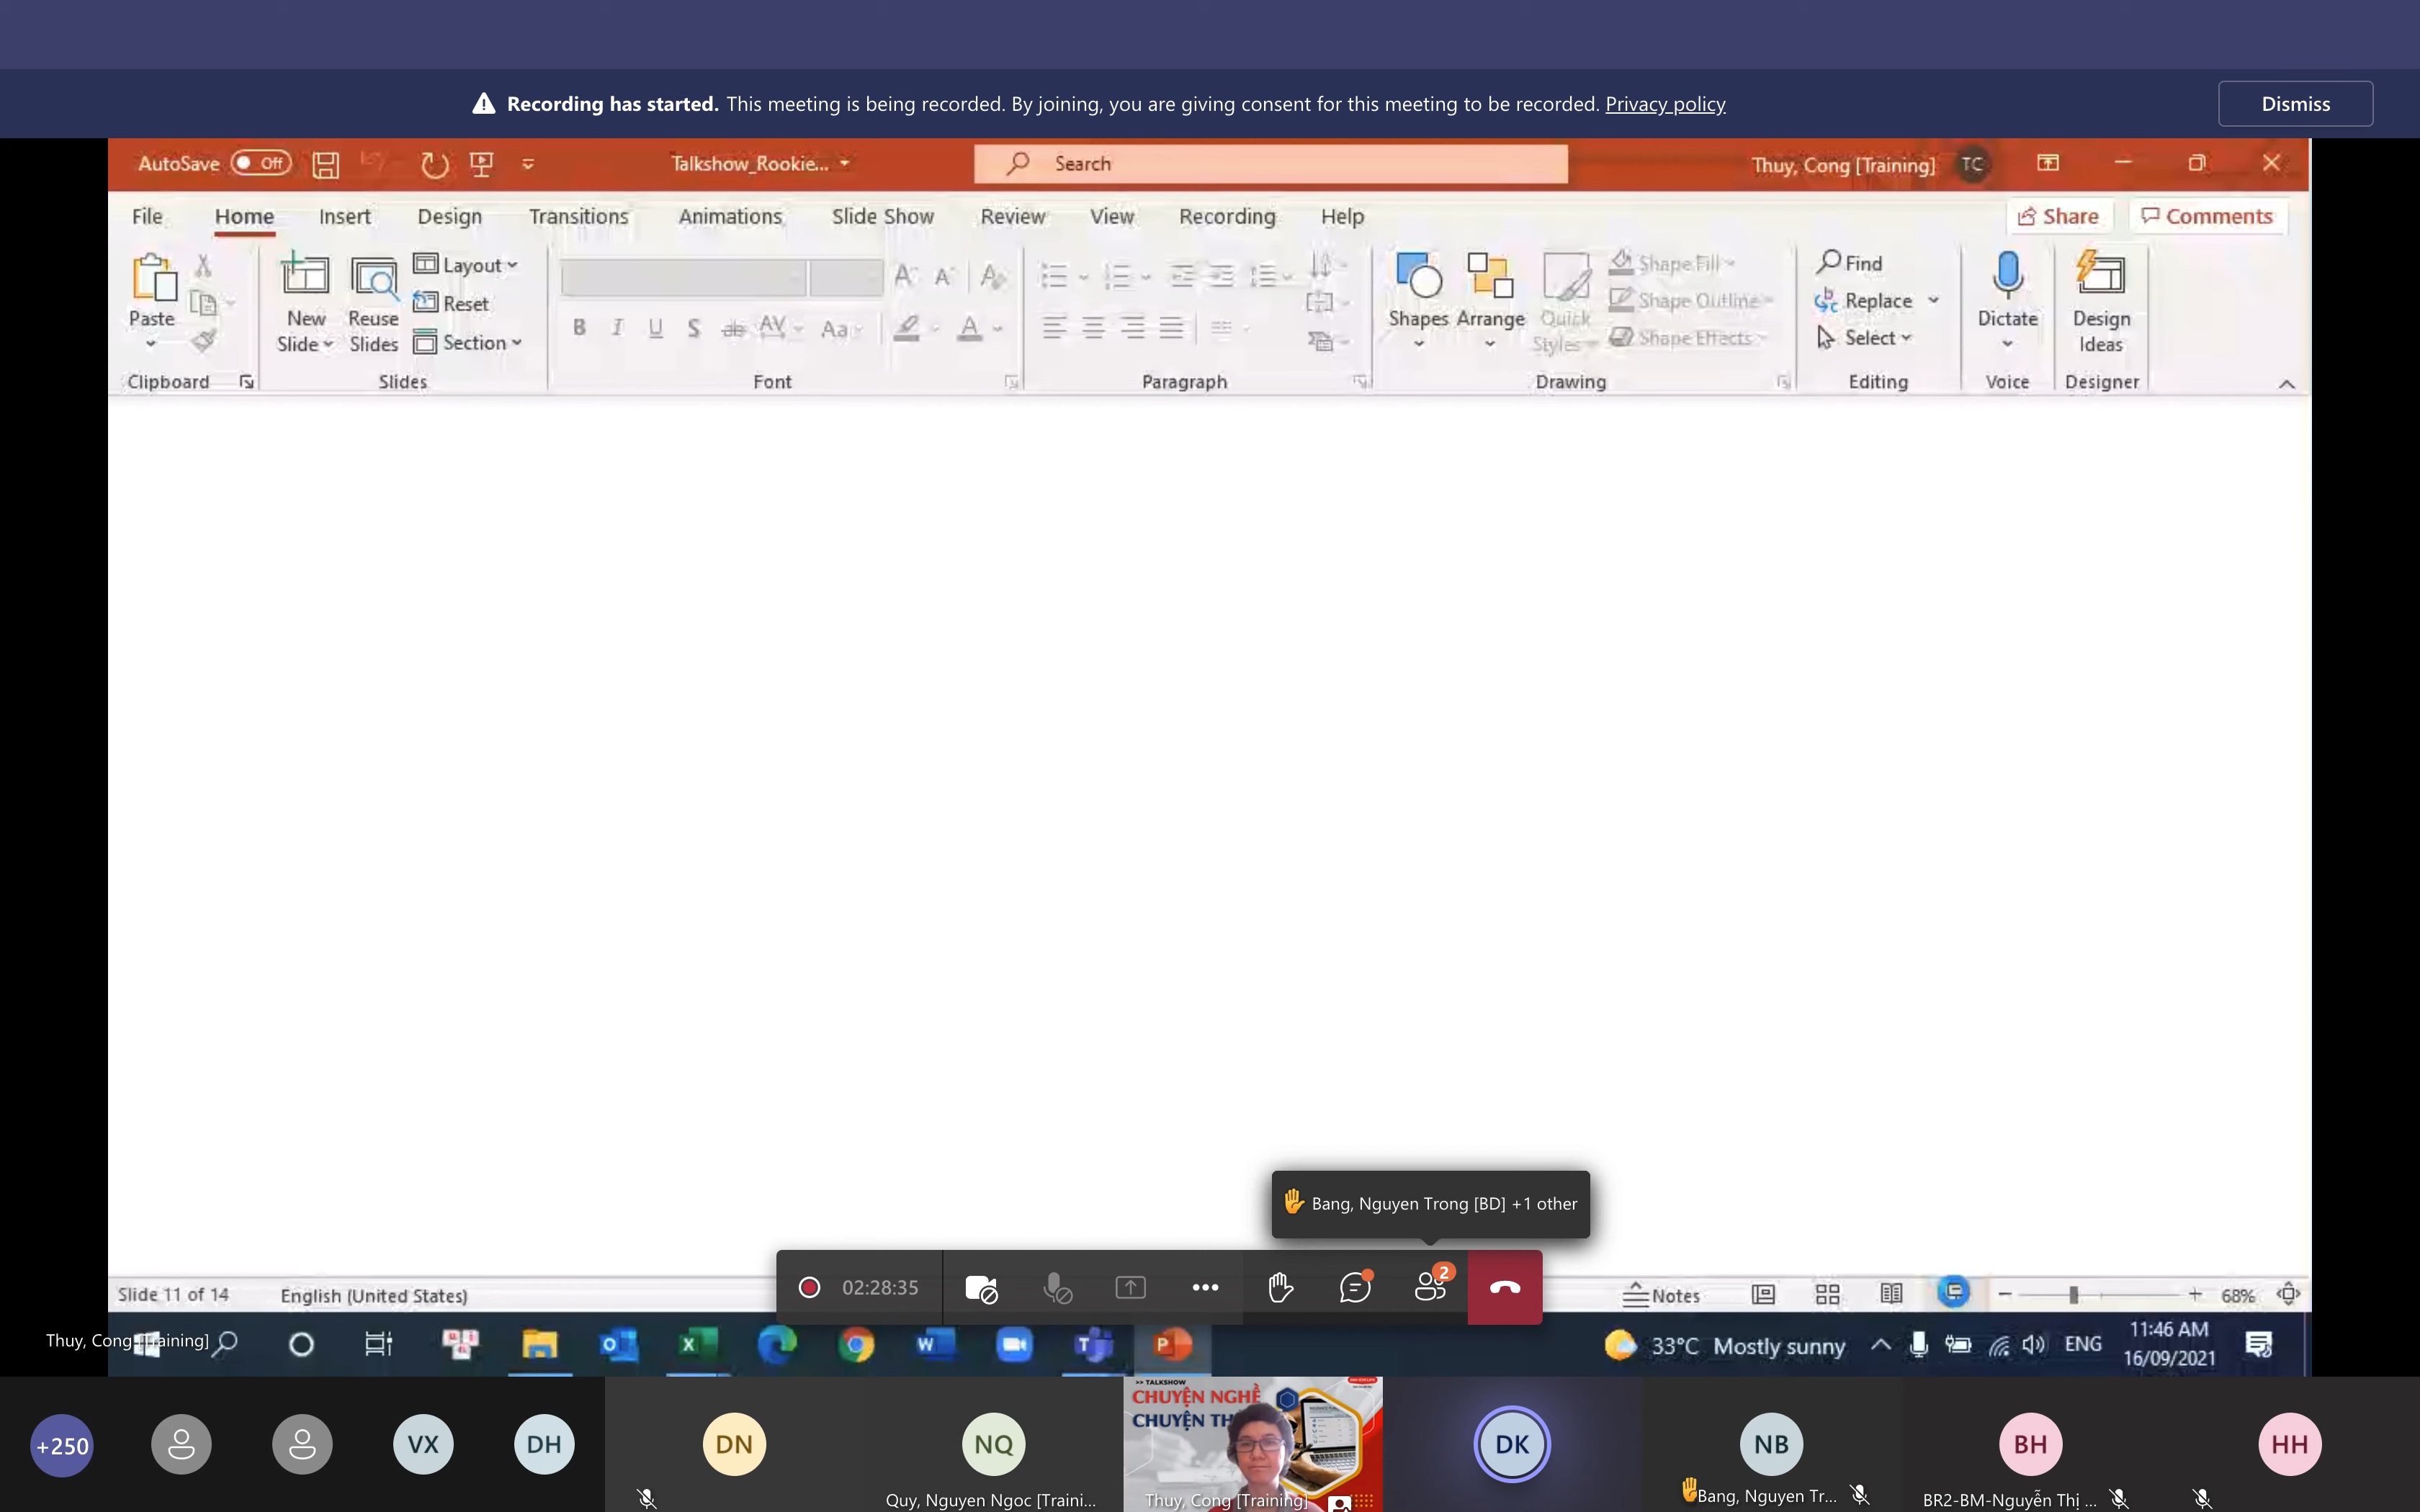 Recording has started. This meeting is being recorded. By joining, you are giving consent for this meeting to be recorded. Privacy policy
Dismiss
AutoSave Off
Talkshow_Rookie...
Search
Thuy, Cong [Training] TC
File Home Insert Design Transitions Animations Slide Show Review View Recording Help
Share Comments
Paste
New Slide
Reuse Slides
Layout
Reset
Section
Shapes
Arrange
Quick Styles
Shape Fill
Shape Outline
Shape Effects
Find
Replace
Select
Dictate
Design Ideas
Clipboard Slides Font Paragraph Drawing Editing Voice Designer
Bang, Nguyen Trong [BD] +1 other
02:28:35
2
Slide 11 of 14 English (United States)
Notes
68%
Thuy, Cong [Training]
33°C Mostly sunny
ENG
11:46 AM
16/09/2021
+250
VX
DH
DN
NQ
Quy, Nguyen Ngoc [Traini...
>> TALKSHOW
CHUYỆN NGHỀ
CHUYỆN
Thuy, Cong [Training]
DK
NB
Bang, Nguyen Tr...
BH
BR2-BM-Nguyễn Thị ...
HH